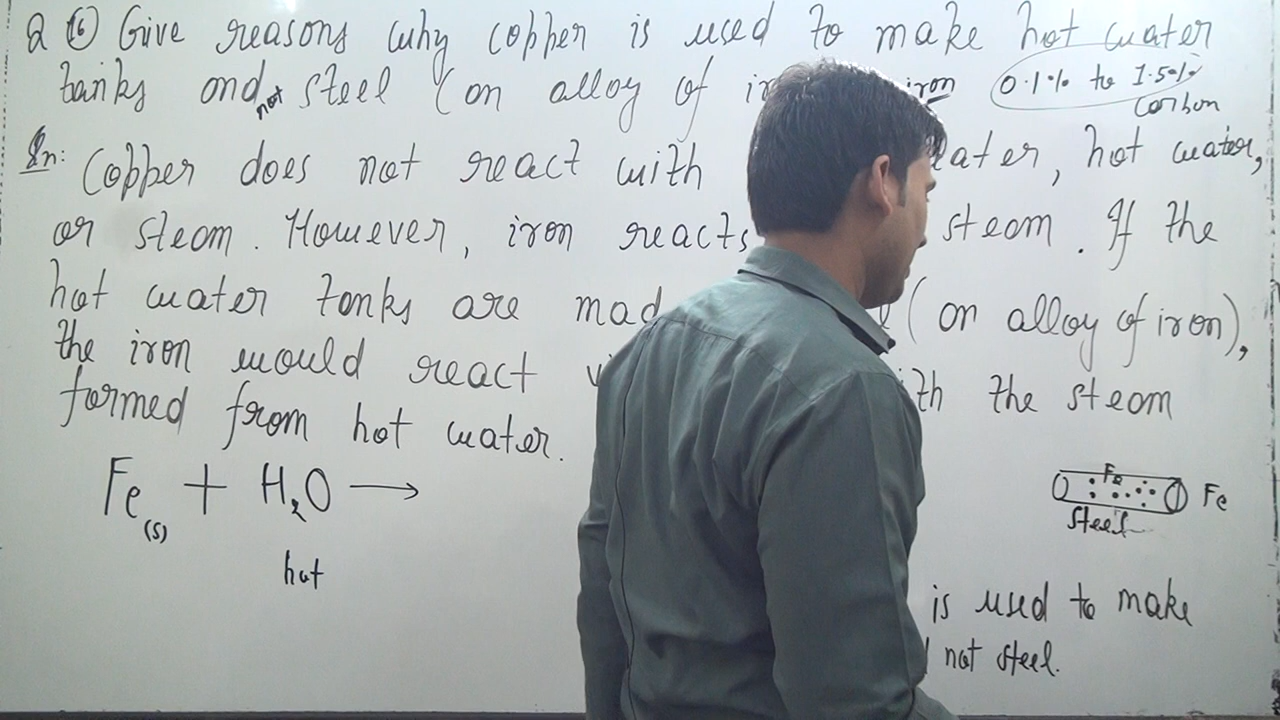 Q 16 Give reasons why copper is used to make hot water
tanks and not steel (an alloy of iron 0.1% to 1.5%
carbon
Sn: Copper does not react with water, hot water,
or steam. However, iron reacts steam. If the
hot water tanks are mad (an alloy of iron),
the iron would react with the steam
formed from hot water.
Fe(s) + H2O →
hot
Fe
Fe
Steel
is used to make
not steel.